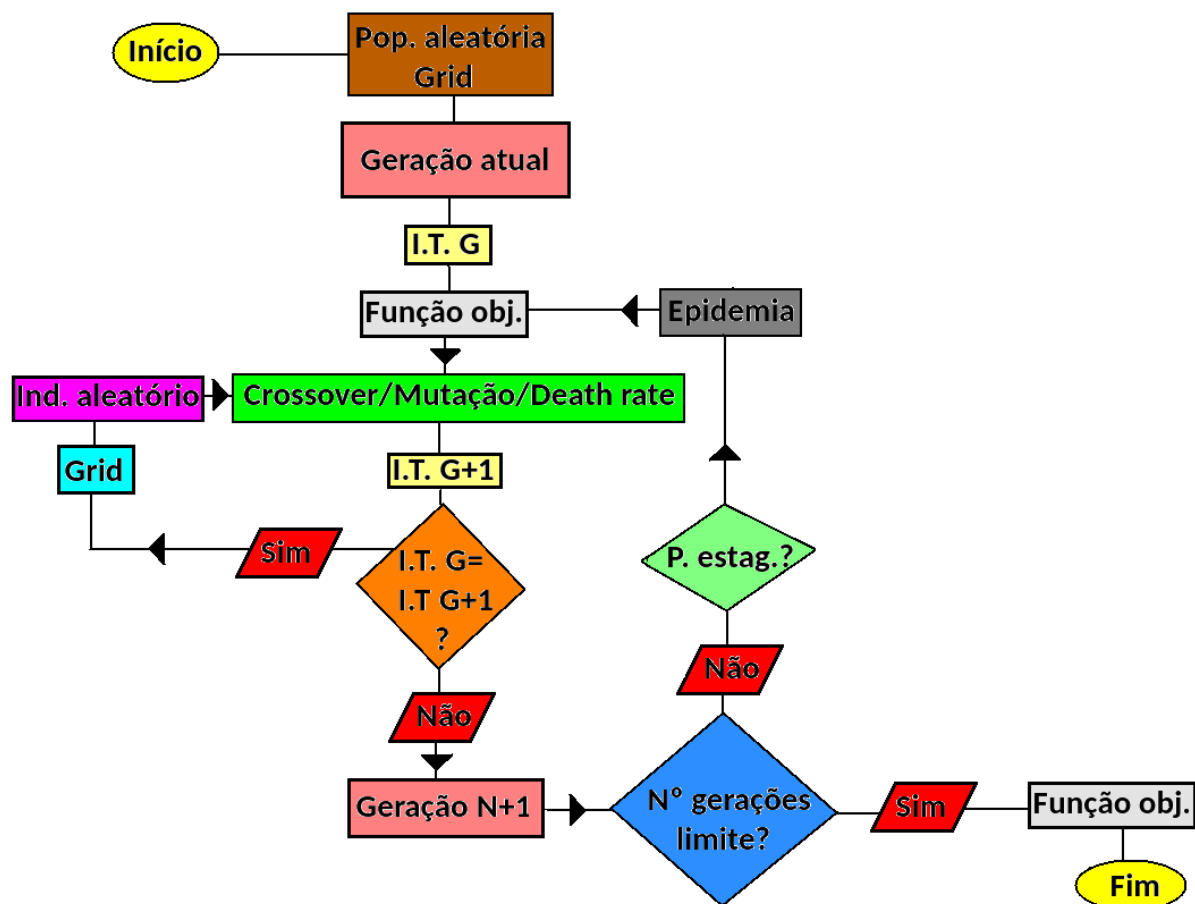 Início
Pop. aleatória
Grid
Geração atual
I.T. G
Função obj.
Epidemia
Ind. aleatório
Crossover/Mutação/Death rate
Grid
I.T. G+1
Sim
I.T. G=
I.T G+1
?
P. estag.?
Não
Não
Geração N+1
Nº gerações
limite?
Sim
Função obj.
Fim